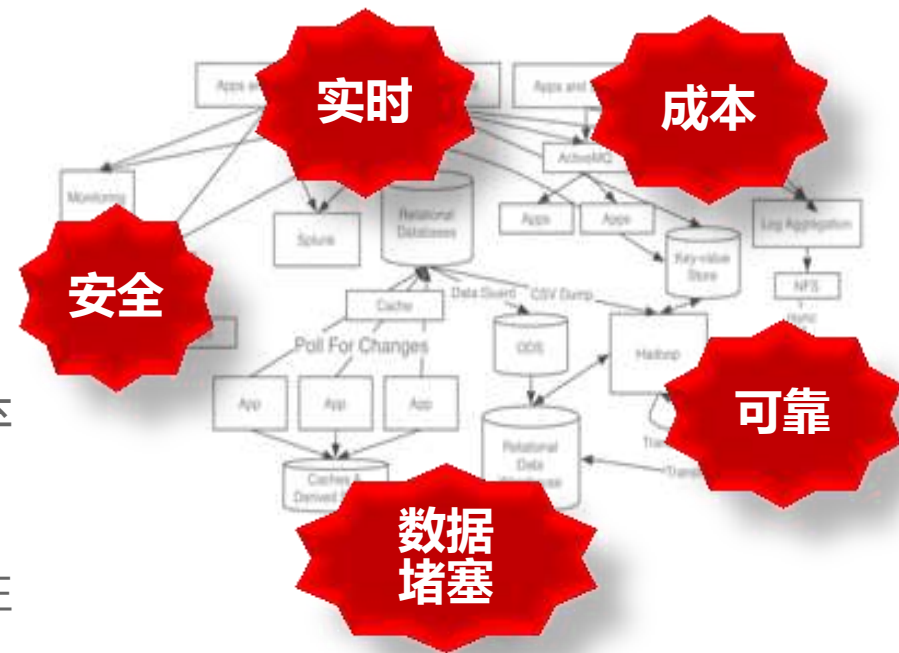 实时
成本
Apps
Apps and
ActiveMQ
Monitoring
Splunk
Relational
Databases
Apps
Apps
Log Aggregation
Key-value
Store
NFS
安全
Cache
Data Guard
CSV Dump
Poll For Changes
ODS
Hadoop
App
App
App
可靠
Relational
Data
Caches &
Derived
数据
堵塞